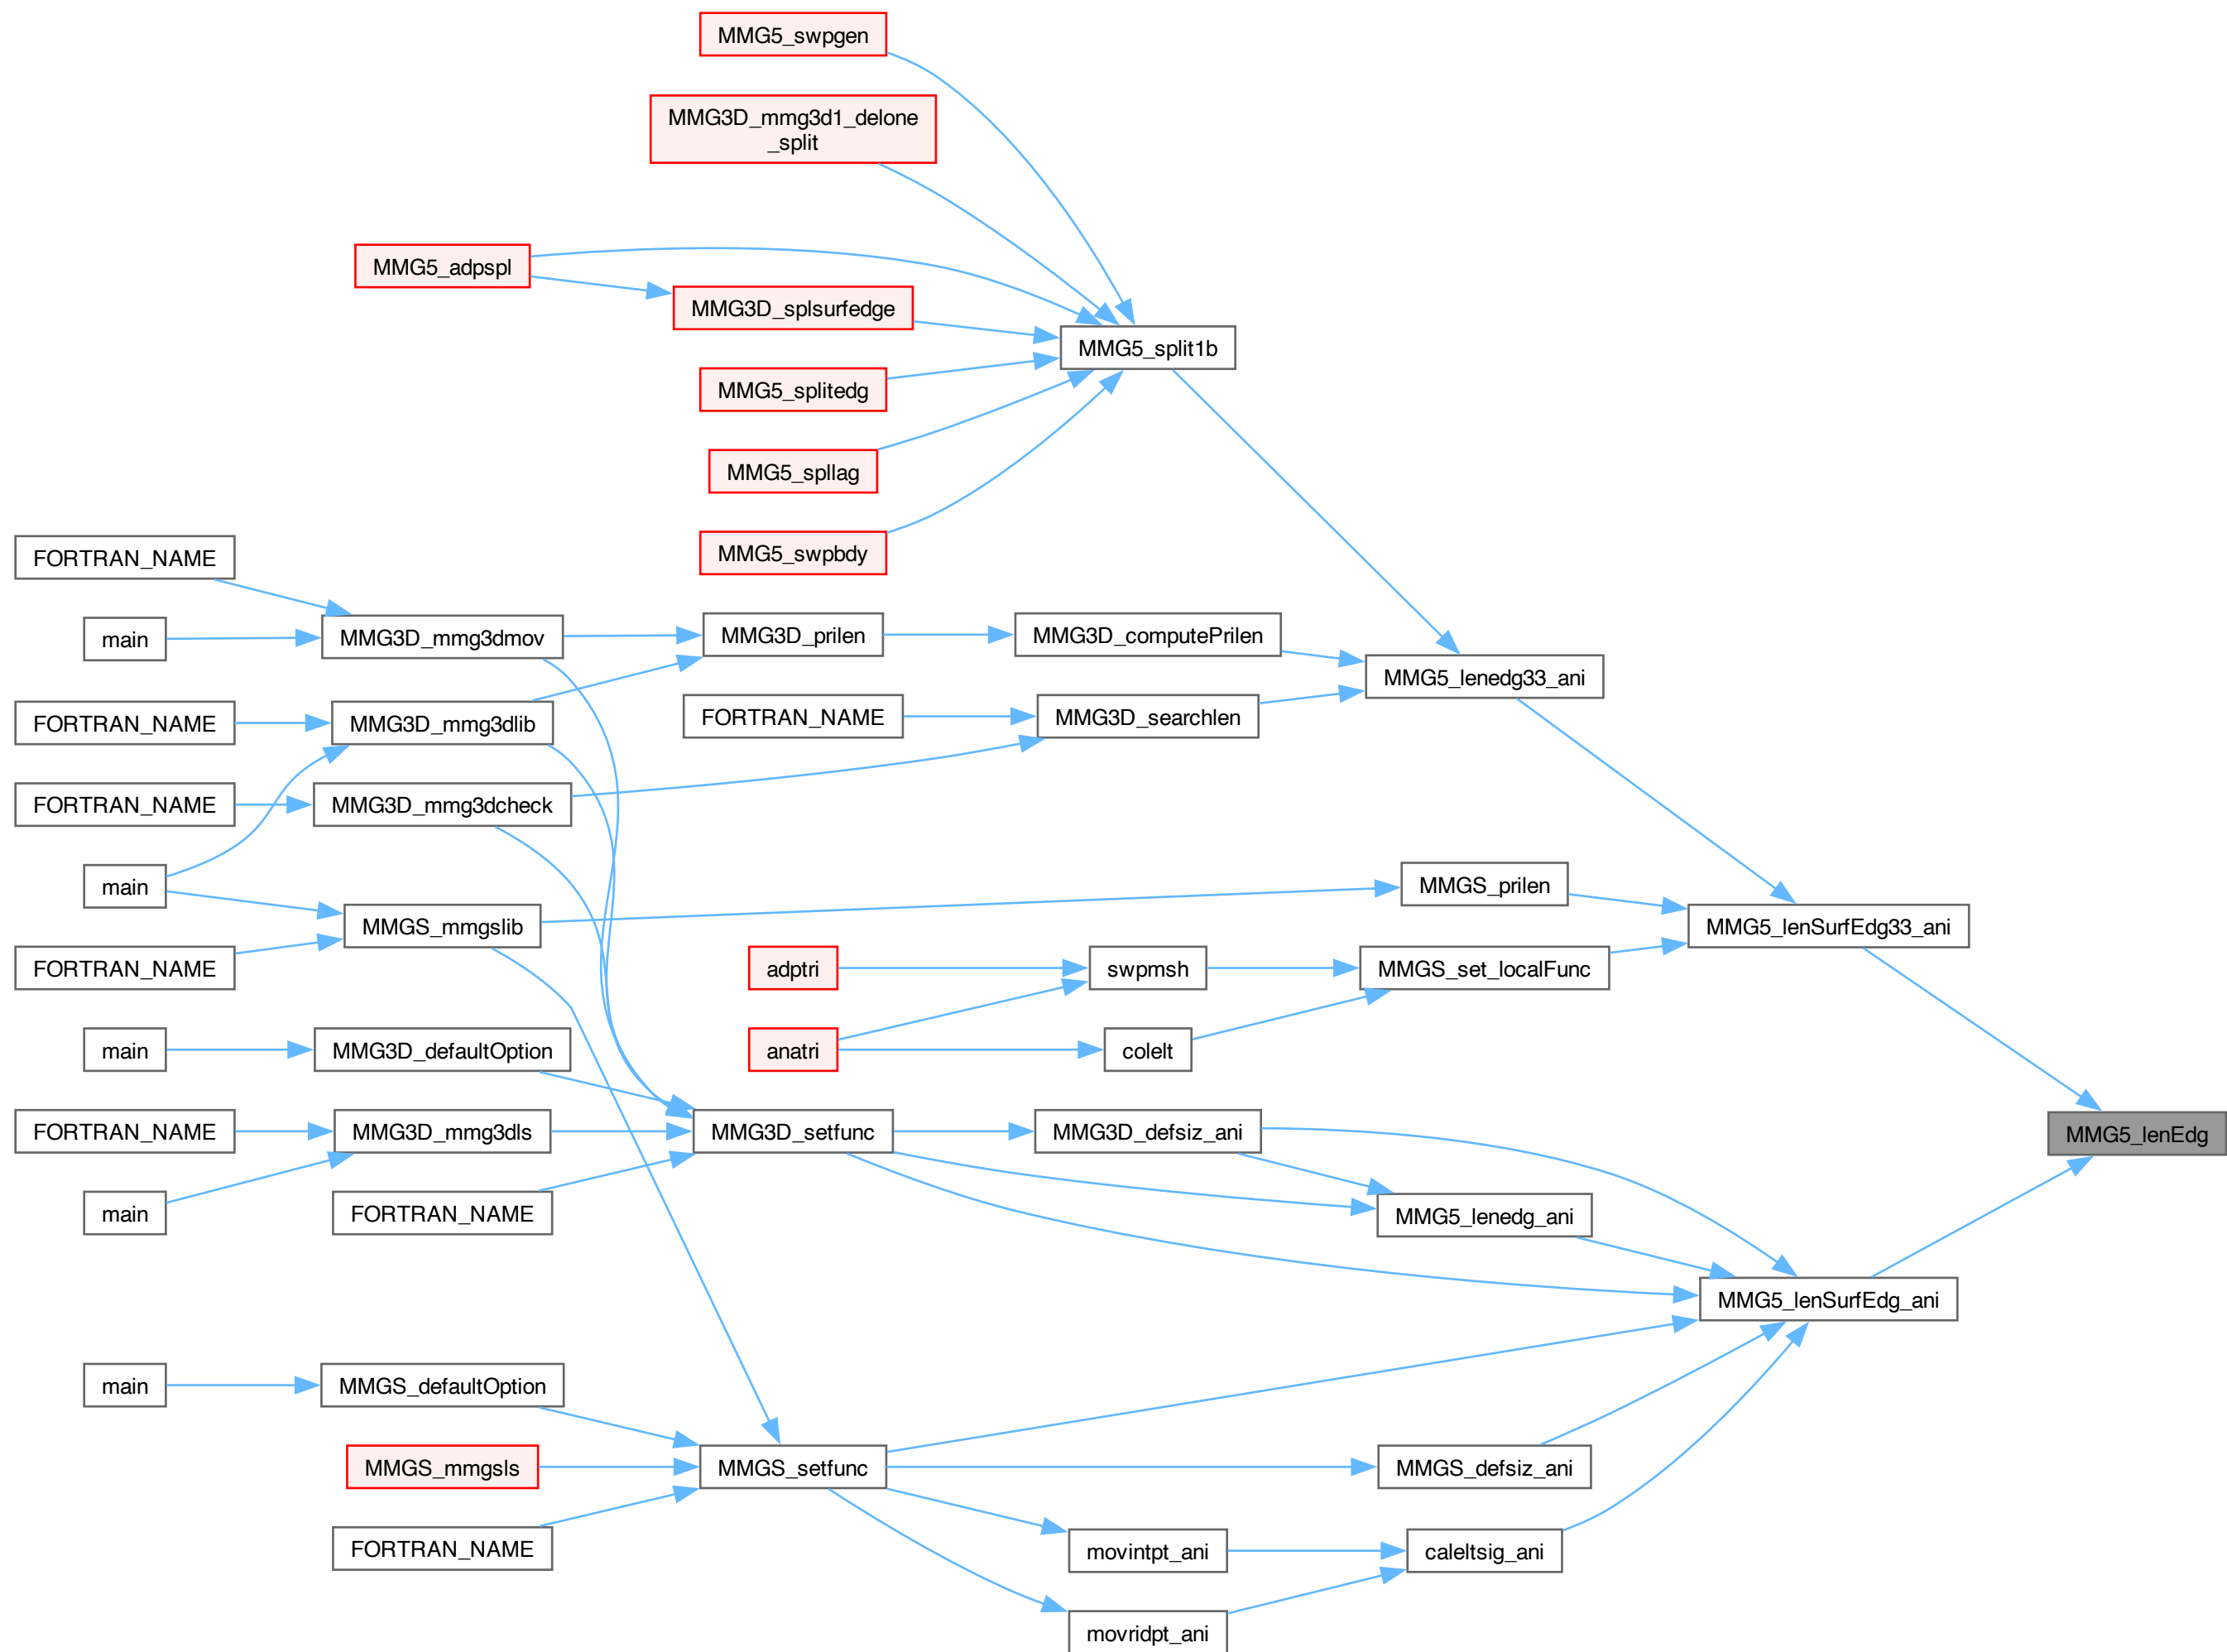 MMG5_swpgen
MMG3D_mmg3d1_delone
_split
MMG5_adpspl
MMG3D_splsurfedge
MMG5_split1b
MMG5_splitedg
MMG5_spllag
MMG5_swpbdy
FORTRAN_NAME
main
MMG3D_mmg3dmov
MMG3D_prilen
MMG3D_computePrilen
MMG5_lenedg33_ani
FORTRAN_NAME
MMG3D_mmg3dlib
FORTRAN_NAME
MMG3D_searchlen
FORTRAN_NAME
MMG3D_mmg3dcheck
main
MMGS_prilen
MMGS_mmgslib
MMG5_lenSurfEdg33_ani
FORTRAN_NAME
adptri
swpmsh
MMGS_set_localFunc
main
MMG3D_defaultOption
anatri
colelt
FORTRAN_NAME
MMG3D_mmg3dls
MMG3D_setfunc
MMG3D_defsiz_ani
MMG5_lenEdg
main
FORTRAN_NAME
MMG5_lenedg_ani
MMG5_lenSurfEdg_ani
main
MMGS_defaultOption
MMGS_mmgsls
MMGS_setfunc
MMGS_defsiz_ani
FORTRAN_NAME
movintpt_ani
caleltsig_ani
movridpt_ani